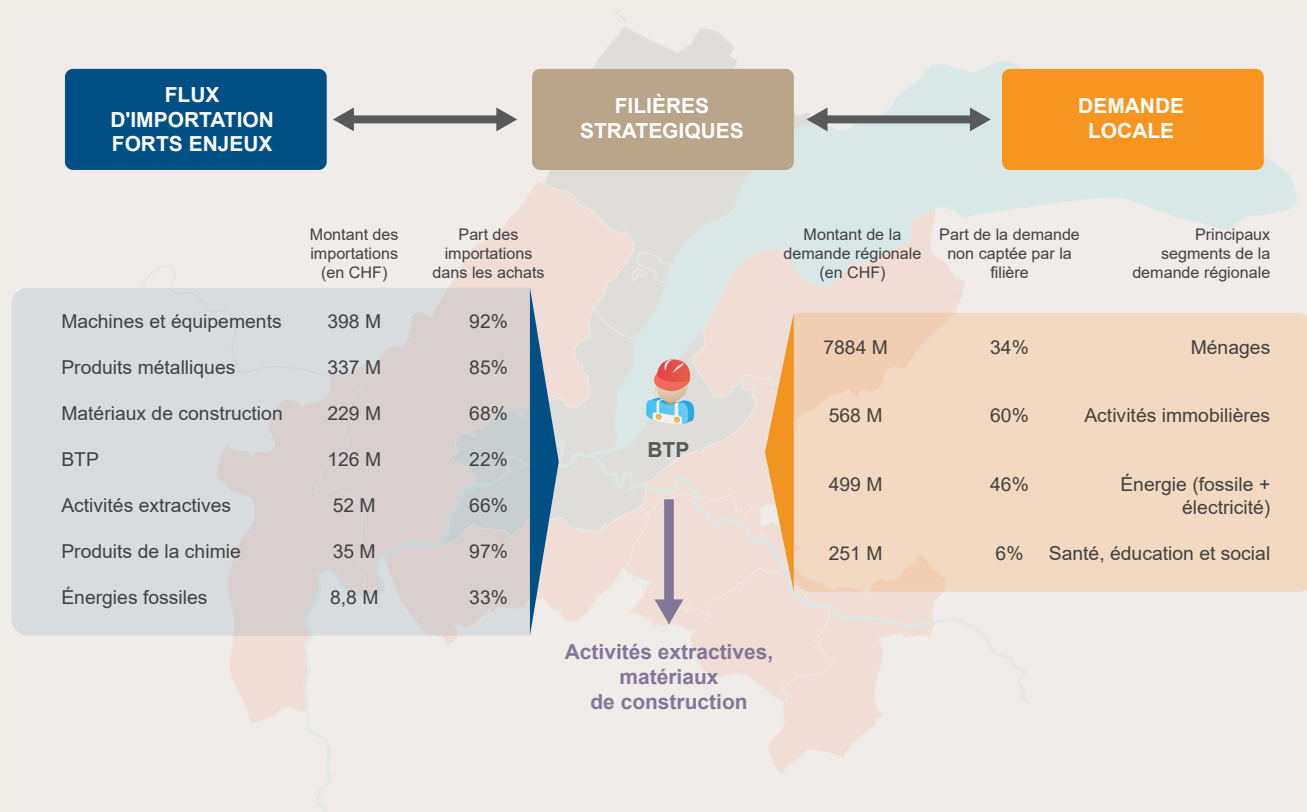 FLUX
D'IMPORTATION
FORTS ENJEUX
FILIÈRES
STRATEGIQUES
DEMANDE
LOCALE
Montant des
importations
(en CHF)
Part des
importations
dans les achats
Machines et équipements 398 M 92%
Produits métalliques 337 M 85%
Matériaux de construction 229 M 68%
BTP 126 M 22%
Activités extractives 52 M 66%
Produits de la chimie 35 M 97%
Énergies fossiles 8,8 M 33%
BTP
Activités extractives,
matériaux
de construction
Montant de la
demande régionale
(en CHF)
Part de la demande
non captée par la
filière
Principaux
segments de la
demande régionale
7884 M 34% Ménages
568 M 60% Activités immobilières
499 M 46% Énergie (fossile +
électricité)
251 M 6% Santé, éducation et social